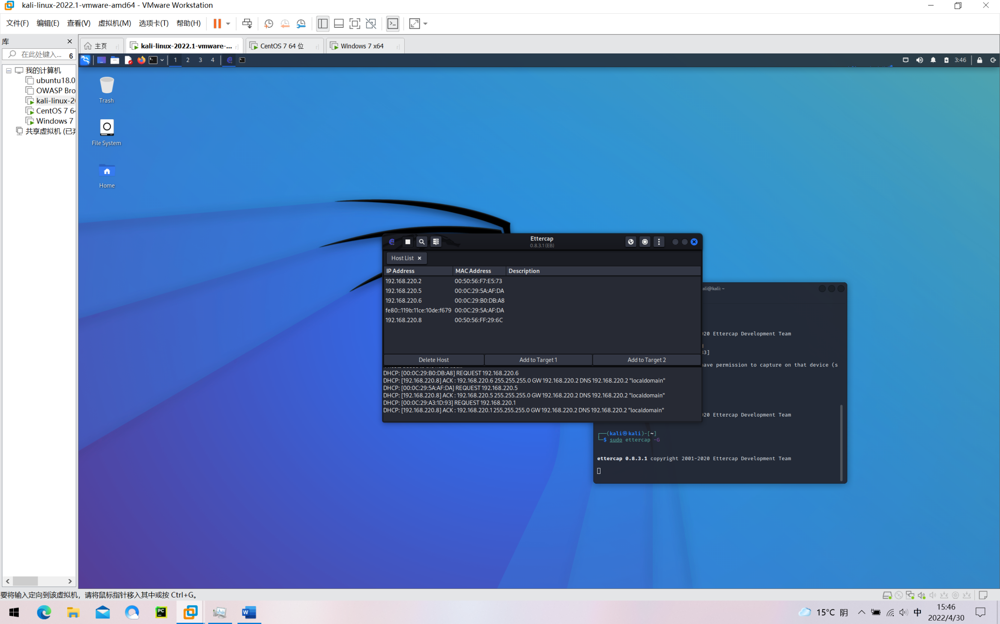 kali-linux-2022.1-vmware-amd64 - VMware Workstation
文件(F) 编辑(E) 查看(V) 虚拟机(M) 选项卡(T) 帮助(H)
库
在此处键入... 6
主页
kali-linux-2022.1-vmware-...
CentOS 7 64 位
Windows 7 x64
1 2 3 4
3:46
我的计算机
ubuntu18.0
OWASP Bro
kali-linux-20
CentOS 7 64
Windows 7
共享虚拟机 (已弃
Trash
File System
Home
Ettercap
0.8.3.1 (EB)
Host List
IP Address MAC Address Description
192.168.220.2 00:50:56:F7:E5:73
192.168.220.5 00:0C:29:5A:AF:DA
192.168.220.6 00:0C:29:B0:DB:A8
fe80::119b:11ce:10de:f679 00:0C:29:5A:AF:DA
192.168.220.8 00:50:56:FF:29:6C
Delete Host Add to Target 1 Add to Target 2
DHCP: [00:0C:29:B0:DB:A8] REQUEST 192.168.220.6
DHCP: [192.168.220.8] ACK : 192.168.220.6 255.255.255.0 GW 192.168.220.2 DNS 192.168.220.2 "localdomain"
DHCP: [00:0C:29:5A:AF:DA] REQUEST 192.168.220.5
DHCP: [192.168.220.8] ACK : 192.168.220.5 255.255.255.0 GW 192.168.220.2 DNS 192.168.220.2 "localdomain"
DHCP: [00:0C:29:A3:1D:93] REQUEST 192.168.220.1
DHCP: [192.168.220.8] ACK : 192.168.220.1 255.255.255.0 GW 192.168.220.2 DNS 192.168.220.2 "localdomain"
ali@kali: ~
20 Ettercap Development Team
33]
ave permission to capture on that device (s
20 Ettercap Development Team
(kali㉿kali)-[~]
$ sudo ettercap -G
ettercap 0.8.3.1 copyright 2001-2020 Ettercap Development Team
要将输入定向到该虚拟机，请将鼠标指针移入其中或按 Ctrl+G。
PC
W
15°C 阴
中
15:46
2022/4/30